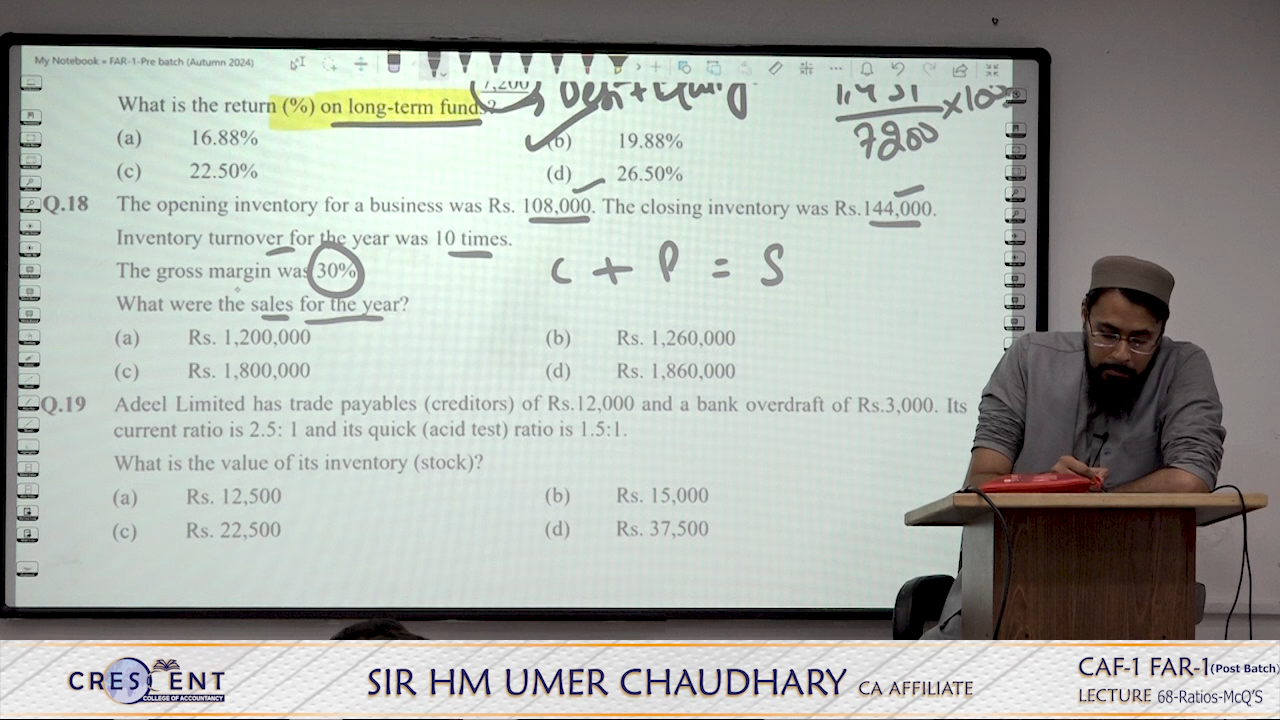 My Notebook » FAR-1-Pre batch (Autumn 2024)
7,200
What is the return (%) on long-term funds?
(a) 16.88% (b) 19.88%
(c) 22.50% (d) 26.50%
7200 × 100
Q.18 The opening inventory for a business was Rs. 108,000. The closing inventory was Rs.144,000.
Inventory turnover for the year was 10 times.
The gross margin was 30%
C + P = S
What were the sales for the year?
(a) Rs. 1,200,000 (b) Rs. 1,260,000
(c) Rs. 1,800,000 (d) Rs. 1,860,000
Q.19 Adeel Limited has trade payables (creditors) of Rs.12,000 and a bank overdraft of Rs.3,000. Its
current ratio is 2.5: 1 and its quick (acid test) ratio is 1.5:1.
What is the value of its inventory (stock)?
(a) Rs. 12,500 (b) Rs. 15,000
(c) Rs. 22,500 (d) Rs. 37,500
CRESCENT
COLLEGE OF ACCOUNTANCY
SIR HM UMER CHAUDHARY CA AFFILIATE
CAF-1 FAR-1 (Post Batch)
LECTURE 68-Ratios-McQ'S